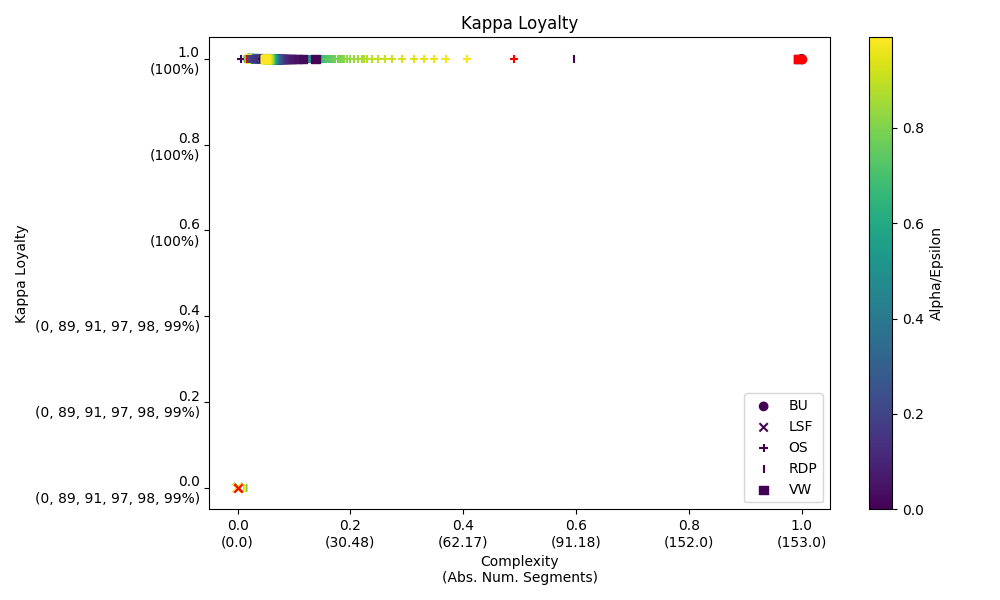 Kappa Loyalty
1.0
(100%)
0.8
(100%)
0.6
(100%)
0.4
(0, 89, 91, 97, 98, 99%)
0.2
(0, 89, 91, 97, 98, 99%)
0.0
(0, 89, 91, 97, 98, 99%)
Kappa Loyalty
0.0
(0.0)
0.2
(30.48)
0.4
(62.17)
0.6
(91.18)
0.8
(152.0)
1.0
(153.0)
Complexity
(Abs. Num. Segments)
BU
LSF
OS
RDP
VW
0.8
0.6
0.4
0.2
0.0
Alpha/Epsilon